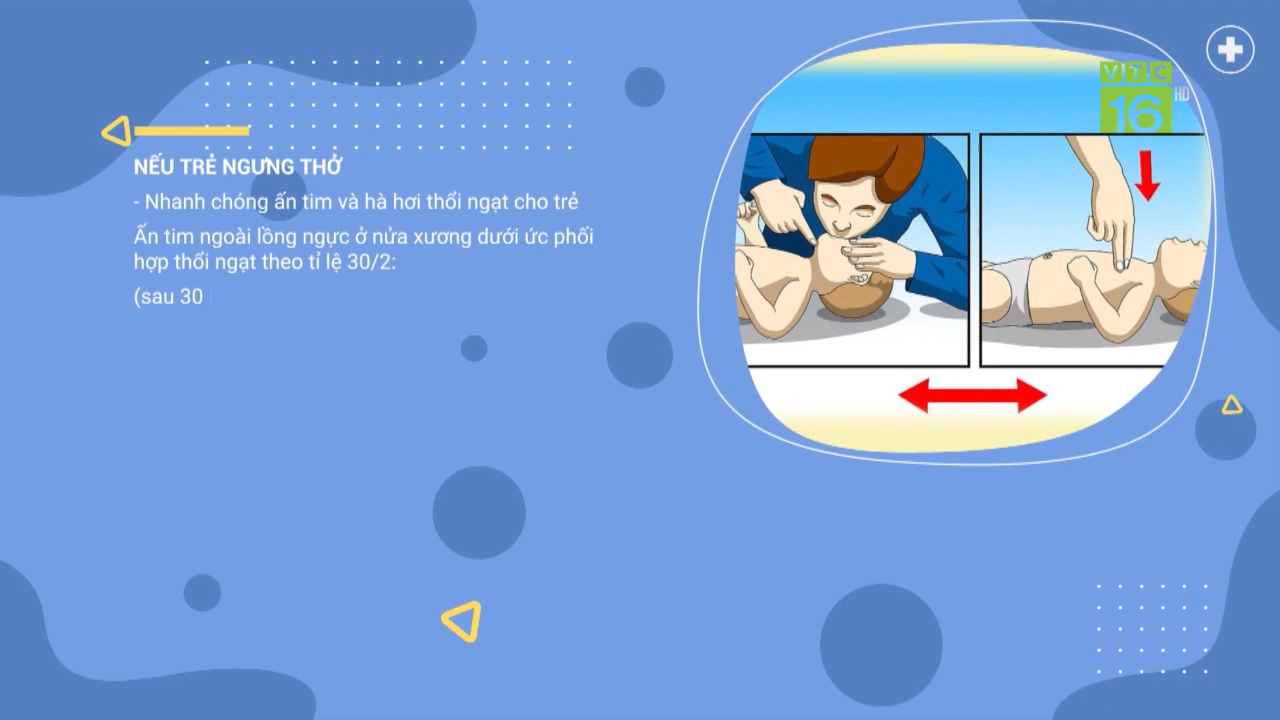 VTC
16
HD
NẾU TRẺ NGƯNG THỞ
- Nhanh chóng ấn tim và hà hơi thổi ngạt cho trẻ
Ấn tim ngoài lồng ngực ở nửa xương dưới ức phối
hợp thổi ngạt theo tỉ lệ 30/2:
(sau 30